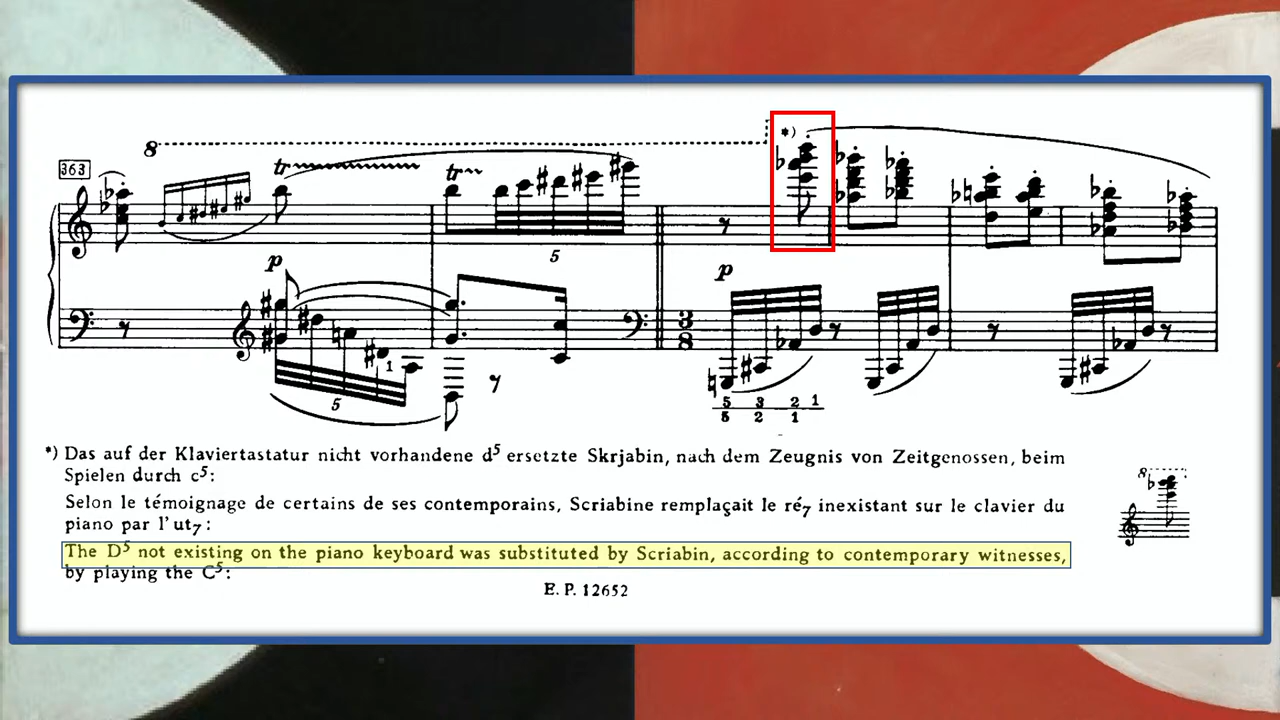 8
*)
363
tr
tr
5
p
p
3
8
1
5
5 3 2 1
5 2 1
*) Das auf der Klaviertastatur nicht vorhandene d5 ersetzte Skrjabin, nach dem Zeugnis von Zeitgenossen, beim
Spielen durch c5:
8
Selon le témoignage de certains de ses contemporains, Scriabine remplaçait le ré7 inexistant sur le clavier du
piano par l'ut7:
The D5 not existing on the piano keyboard was substituted by Scriabin, according to contemporary witnesses,
by playing the C5:
E. P. 12652